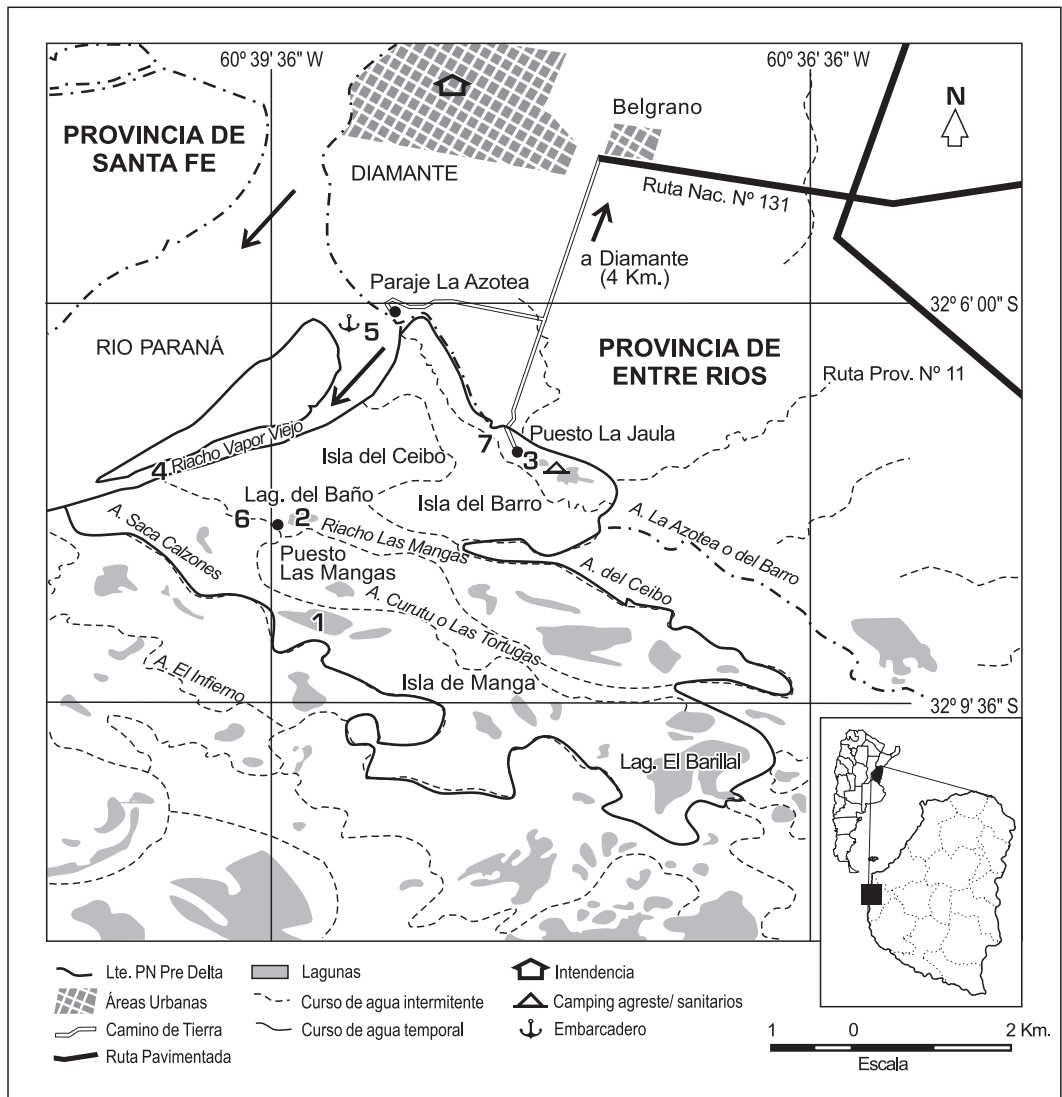 60º 39' 36" W
60º 36' 36" W
Belgrano
N
PROVINCIA DE
SANTA FE
DIAMANTE
Ruta Nac. Nº 131
a Diamante
(4 Km.)
Paraje La Azotea
32º 6' 00" S
5
RIO PARANÁ
PROVINCIA DE
ENTRE RIOS
Ruta Prov. Nº 11
Riacho Vapor Viejo
4
7
Puesto La Jaula
3
Isla del Ceibo
Lag. del Baño
Isla del Barro
6
2
Riacho Las Mangas
A. La Azotea o del Barro
A. Saca Calzones
Puesto
Las Mangas
A. del Ceibo
1
A. Curutu o Las Tortugas
A. El Infierno
Isla de Manga
32º 9' 36" S
Lag. El Barillal
Lte. PN Pre Delta
Lagunas
Intendencia
Áreas Urbanas
Curso de agua intermitente
Camping agreste/ sanitarios
Camino de Tierra
Curso de agua temporal
Embarcadero
Ruta Pavimentada
1 0 2 Km.
Escala